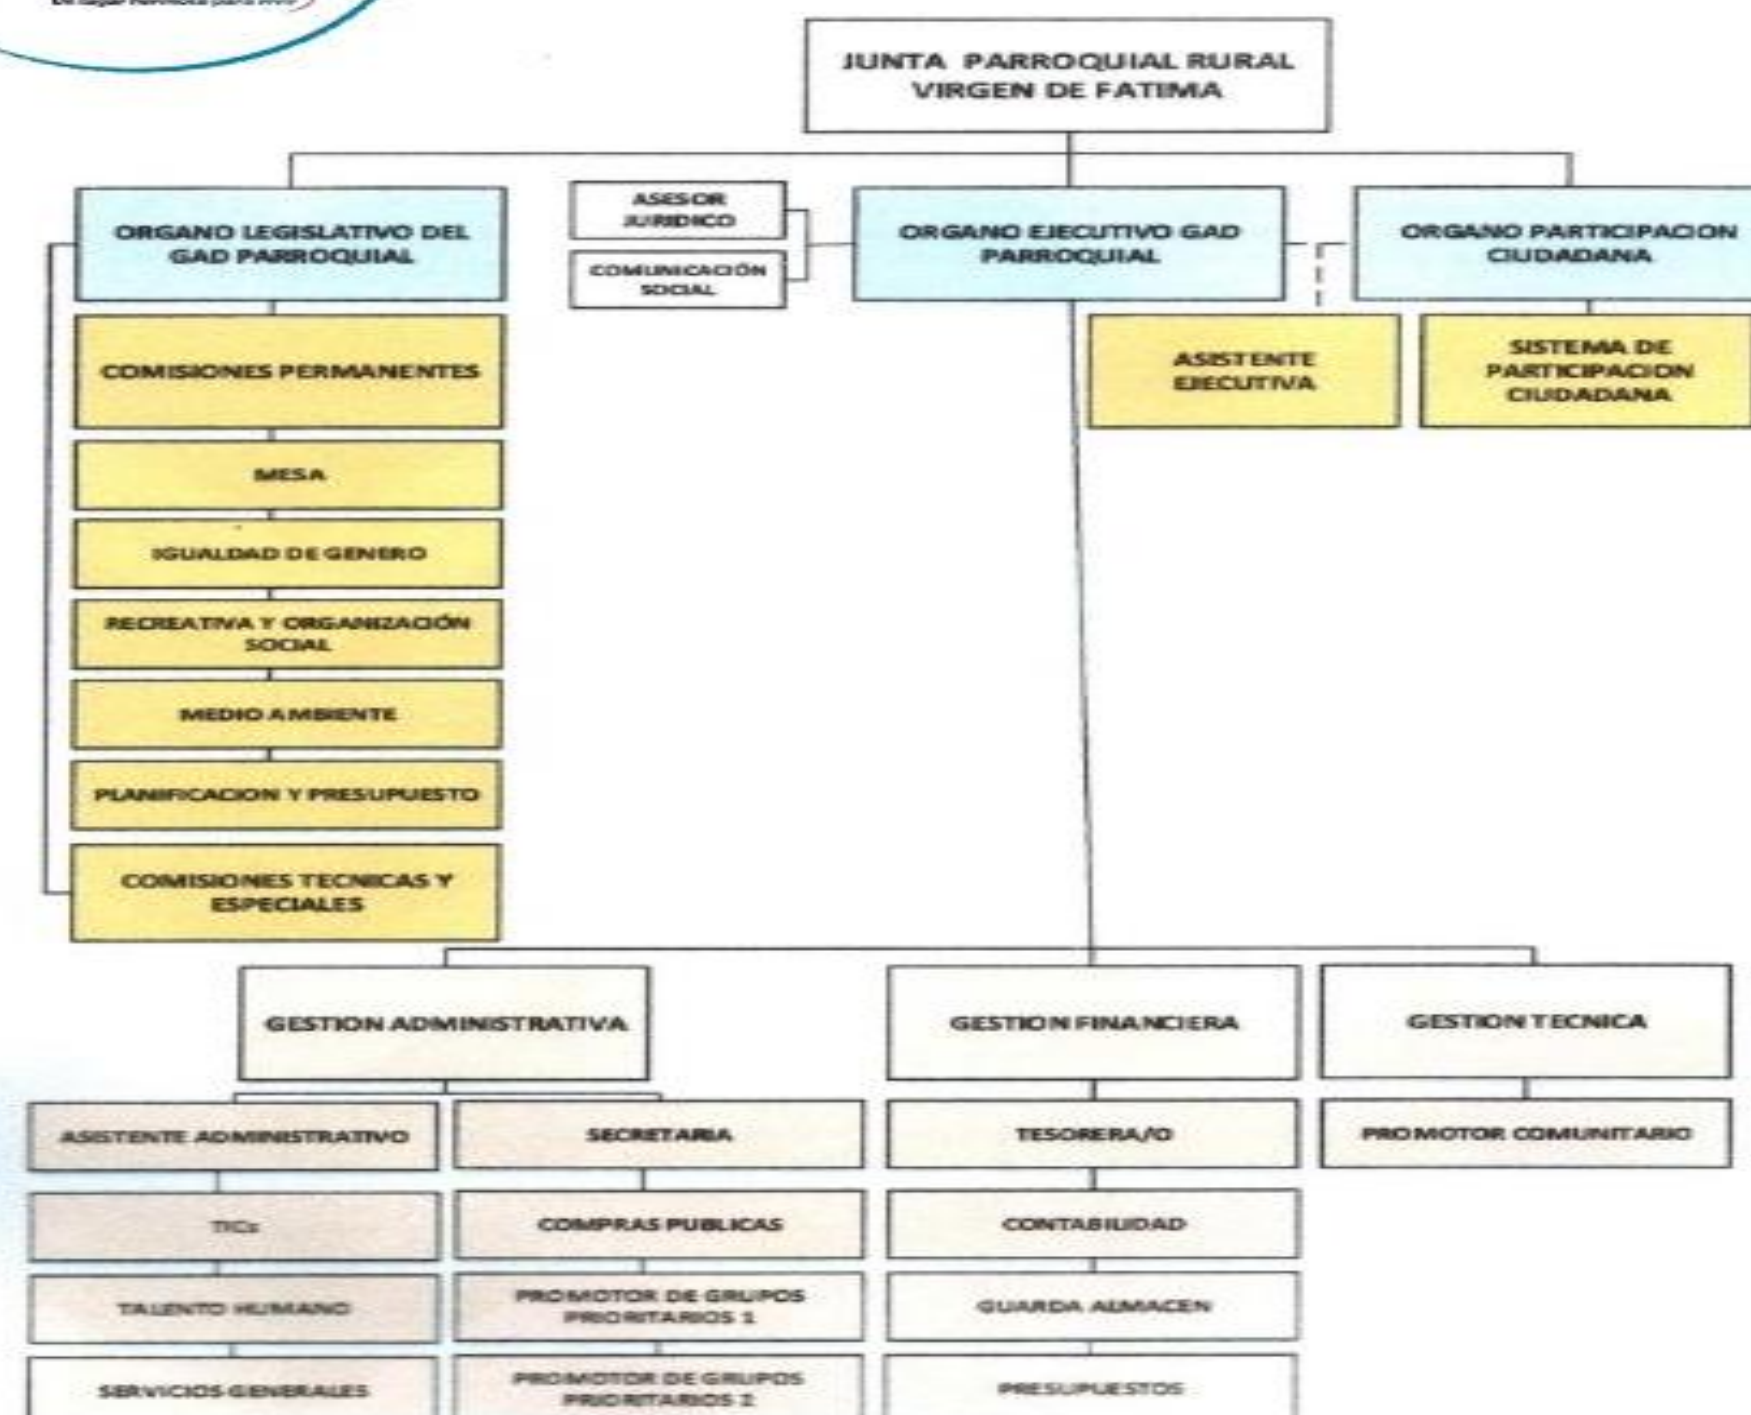 JUNTA PARROQUIAL RURAL
VIRGEN DE FATIMA
ORGANO LEGISLATIVO DEL
GAD PARROQUIAL
ASESOR
JURIDICO
COMUNICACIÓN
SOCIAL
ORGANO EJECUTIVO GAD
PARROQUIAL
ORGANO PARTICIPACION
CIUDADANA
COMISIONES PERMANENTES
ASISTENTE
EJECUTIVA
SISTEMA DE
PARTICIPACION
CIUDADANA
MESA
IGUALDAD DE GENERO
RECREATIVA Y ORGANIZACIÓN
SOCIAL
MEDIO AMBIENTE
PLANIFICACION Y PRESUPUESTO
COMISIONES TECNICAS Y
ESPECIALES
GESTION ADMINISTRATIVA
GESTION FINANCIERA
GESTION TECNICA
ASISTENTE ADMINISTRATIVO
SECRETARIA
TESORERA/O
PROMOTOR COMUNITARIO
TICs
COMPRAS PUBLICAS
CONTABILIDAD
TALENTO HUMANO
PROMOTOR DE GRUPOS
PRIORITARIOS 1
GUARDA ALMACEN
SERVICIOS GENERALES
PROMOTOR DE GRUPOS
PRIORITARIOS 2
PRESUPUESTOS